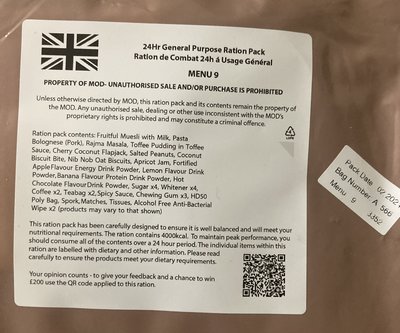 24Hr General Purpose Ration Pack
Ration de Combat 24h á Usage Général
MENU 9
PROPERTY OF MOD- UNAUTHORISED SALE AND/OR PURCHASE IS PROHIBITED
Unless otherwise directed by MOD, this ration pack and its contents remain the property of
the MOD. Any unauthorised sale, dealing or other use inconsistent with the MOD's
proprietary rights is prohibited and may constitute a criminal offence.
Ration pack contains: Fruitful Muesli with Milk, Pasta
Bolognese (Pork), Rajma Masala, Toffee Pudding in Toffee
Sauce, Cherry Coconut Flapjack, Salted Peanuts, Coconut
Biscuit Bite, Nib Nob Oat Biscuits, Apricot Jam, Fortified
AppleFlavour Energy Drink Powder, Lemon Flavour Drink
Powder,Banana Flavour Protein Drink Powder, Hot
Chocolate FlavourDrink Powder, Sugar x4, Whitener x4,
Coffee x2, Teabag x2,Spicy Sauce, Chewing Gum x3, HD50
Poly Bag, Spork,Matches, Tissues, Alcohol Free Anti-Bacterial
Wipe x2 (products may vary to that shown)
LDPE
This ration pack has been carefully designed to ensure it is well balanced and will meet your
nutritional requirements. The ration contains 4000kcal. To maintain peak performance, you
should consume all of the contents over a 24 hour period. The individual items within this
ration are labelled with dietary and other information. Please read
carefully to ensure the products meet your dietary requirements.
Your opinion counts - to give your feedback and a chance to win
£200 use the QR code applied to this ration.
Pack Date 02 202
Bag Number: A 566
Menu 9 3352